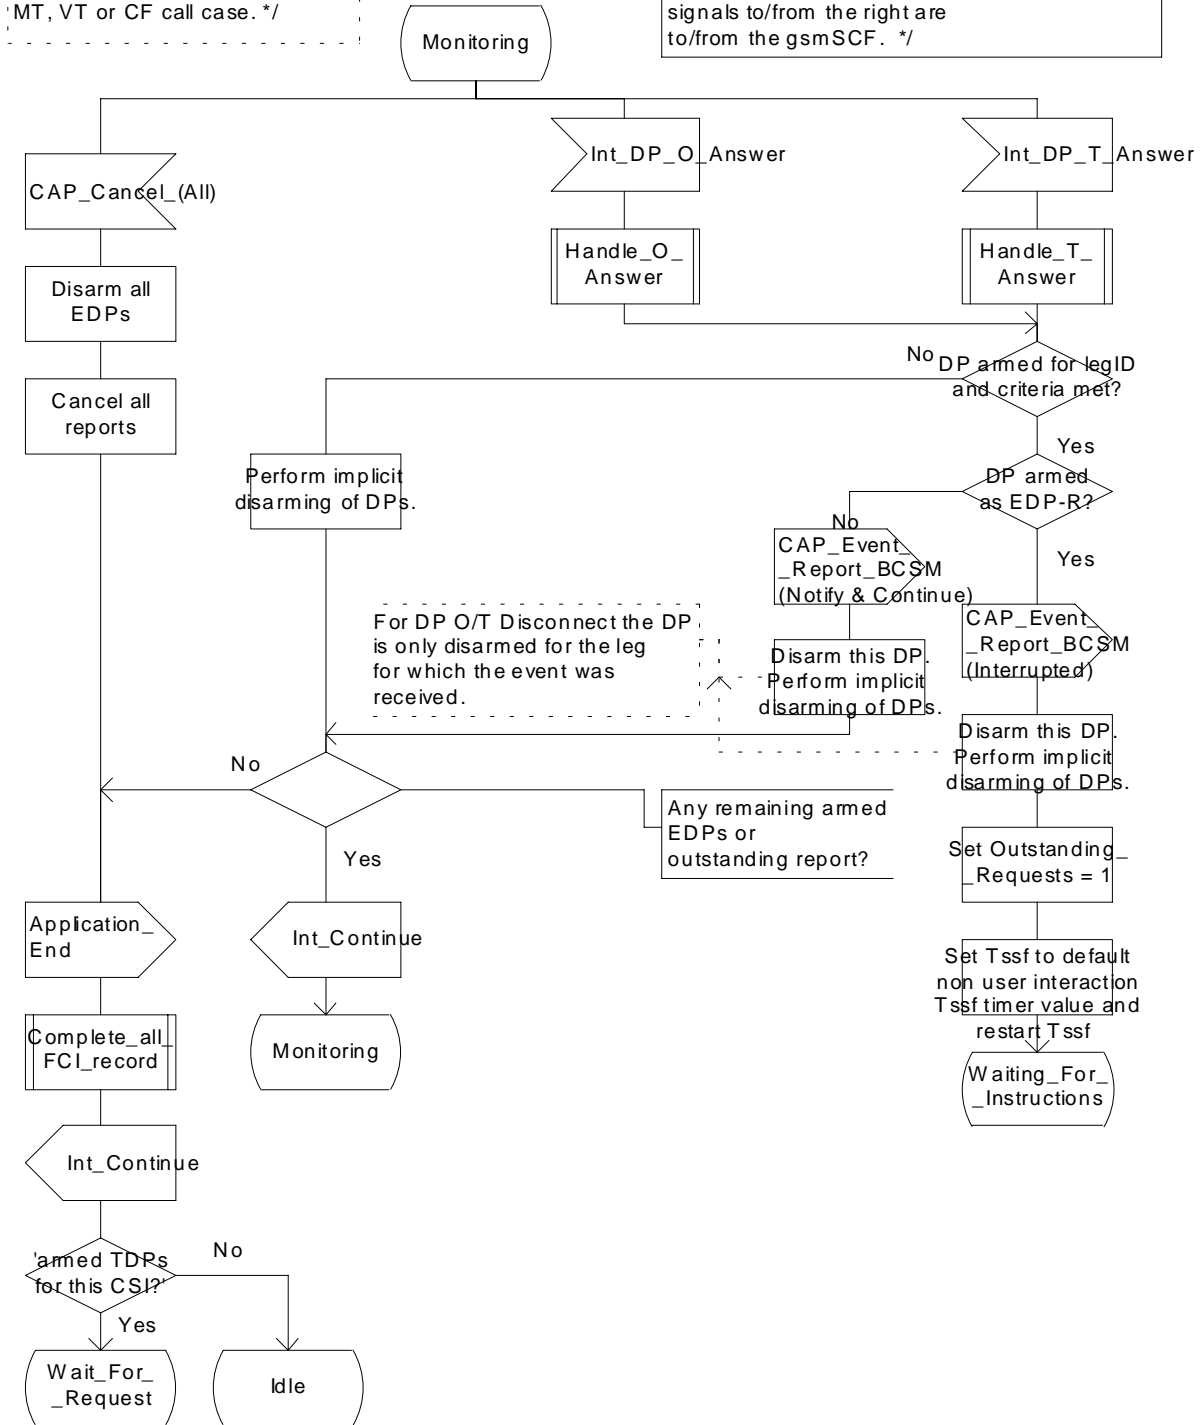 MT, VT or CF call case. */
signals to/from the right are
to/from the gsmSCF. */
Monitoring
CAP_Cancel_(All)
Int_DP_O_Answer
Int_DP_T_Answer
Handle_O_
Answer
Handle_T_
Answer
Disarm all
EDPs
Cancel all
reports
No
DP armed for legID
and criteria met?
Yes
Perform implicit
disarming of DPs.
DP armed
as EDP-R?
No
Yes
CAP_Event_
_Report_BCSM
(Notify & Continue)
CAP_Event_
_Report_BCSM
(Interrupted)
For DP O/T Disconnect the DP
is only disarmed for the leg
for which the event was
received.
Disarm this DP.
Perform implicit
disarming of DPs.
Disarm this DP.
Perform implicit
disarming of DPs.
No
Any remaining armed
EDPs or
outstanding report?
Yes
Set Outstanding_
_Requests = 1
Application_
End
Int_Continue
Set Tssf to default
non user interaction
Tssf timer value and
restart Tssf
Complete_all_
FCI_record
Monitoring
Waiting_For_
_Instructions
Int_Continue
'armed TDPs
for this CSI?'
No
Yes
Wait_For_
_Request
Idle